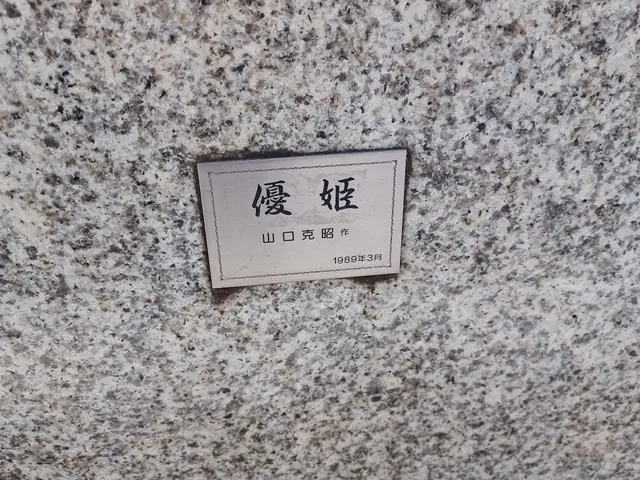 優姫
山口克昭 作
1989年3月